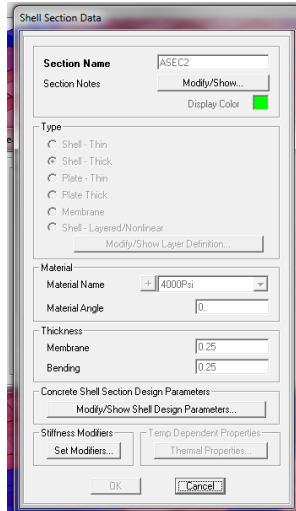 Shell Section Data
Section Name ASEC2
Section Notes Modify/Show...
Display Color
Type
Shell - Thin
Shell - Thick
Plate - Thin
Plate Thick
Membrane
Shell - Layered/Nonlinear
Modify/Show Layer Definition...
Material
Material Name + 4000Psi
Material Angle 0.
Thickness
Membrane 0.25
Bending 0.25
Concrete Shell Section Design Parameters
Modify/Show Shell Design Parameters...
Stiffness Modifiers Temp Dependent Properties
Set Modifiers... Thermal Properties...
OK Cancel